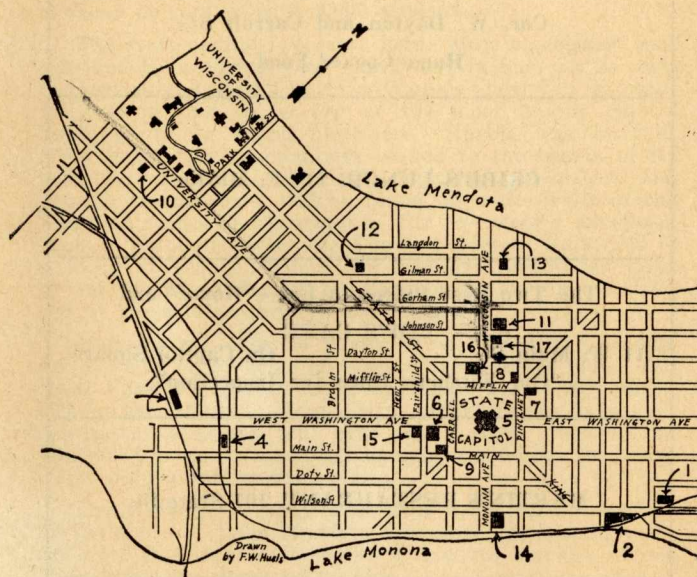 N
UNIVERSITY
OF
WISCONSIN
PARK ST.
UNIVERSITY AVE
Lake Mendota
10
12
13
Langdon St.
Gilman St.
STATE ST
Gorham St
WISCONSIN AVE
Johnson St
11
16
17
Dayton St
Broom St
Henry St
Fairchild St
Mifflin St
8
MIFFLIN
7
6
CARROLL
STATE
5
CAPITOL
PINCKNEY
WEST WASHINGTON AVE
EAST WASHINGTON AVE
4
15
MAIN
Main St.
9
Doty St
KING
1
Wilson St
MONONA AVE
14
2
Drawn
by F.W. Huels
Lake Monona